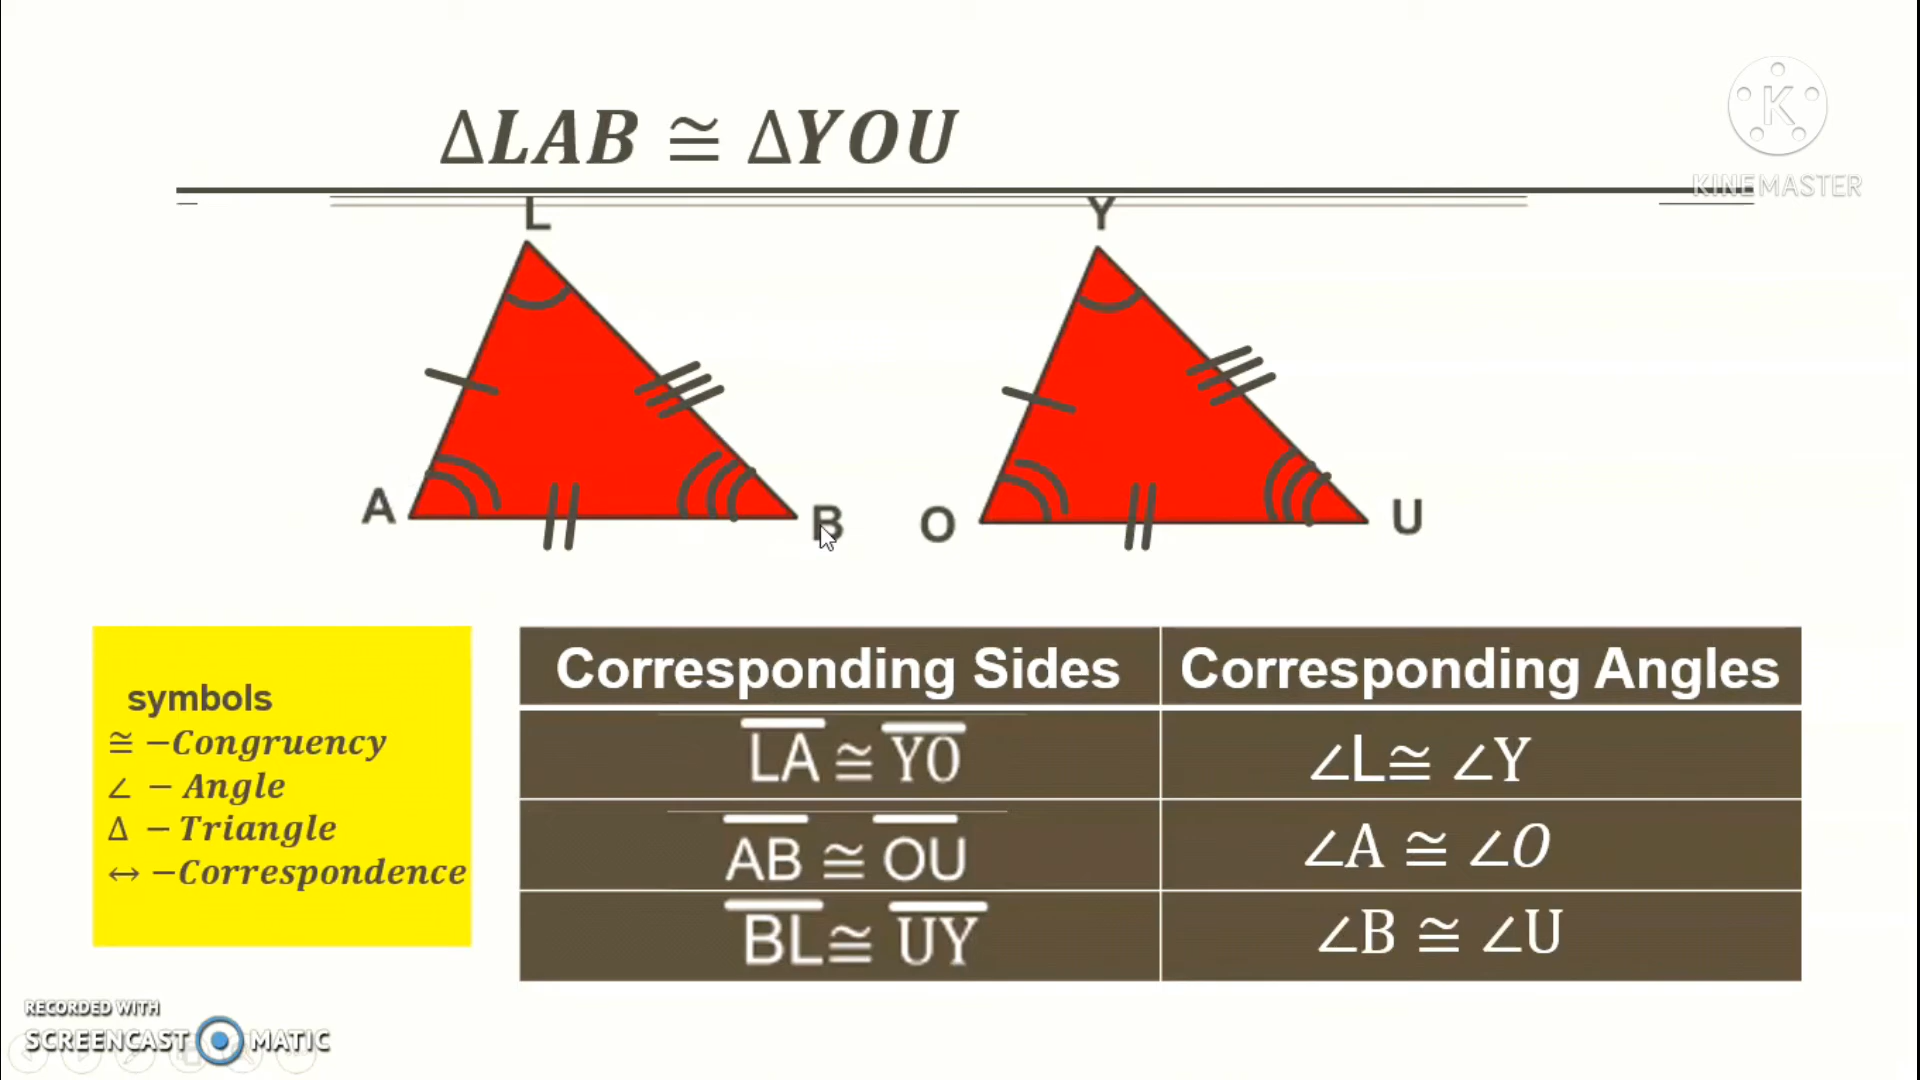 ΔLAB ≅ ΔYOU
K
KINEMASTER
L
Y
A
B
O
U
symbols
≅ −Congruency
∠ − Angle
Δ − Triangle
↔ −Correspondence
Corresponding Sides
Corresponding Angles
LA ≅ YO
∠L≅ ∠Y
AB ≅ OU
∠A ≅ ∠O
BL≅ UY
∠B ≅ ∠U
RECORDED WITH
SCREENCAST MATIC